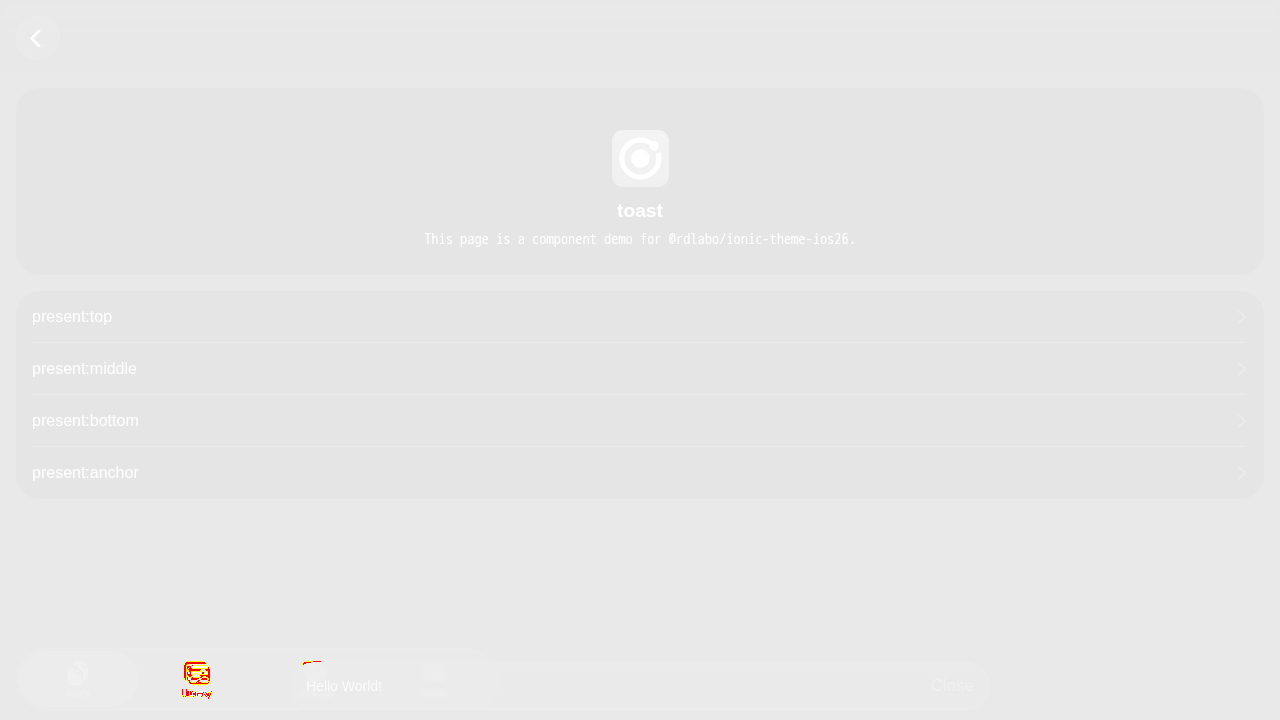 toast
This page is a component demo for @rdlabo/ionic-theme-ios26.
present:top
present:middle
present:bottom
present:anchor
Hello World!
Close